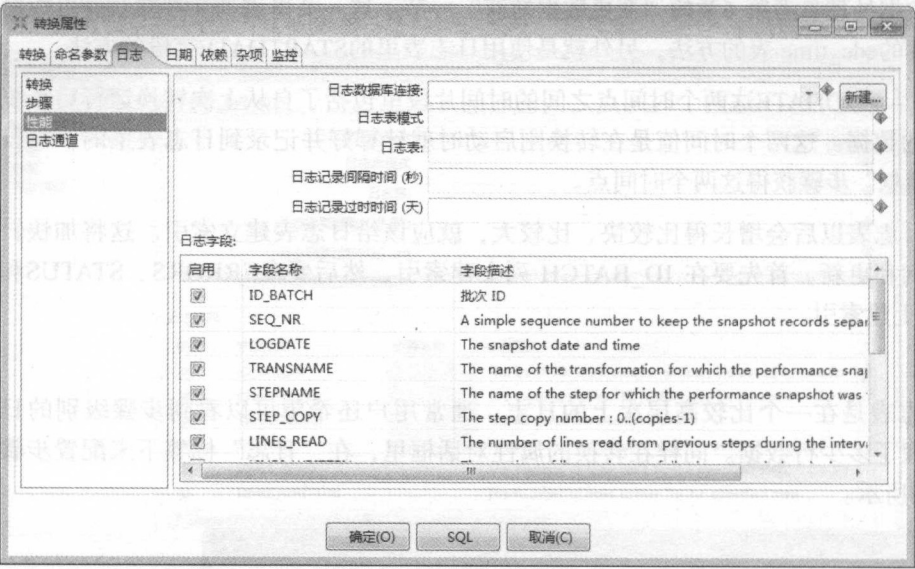 转换属性
转换 命名参数 日志 日期 依赖 杂项 监控
转换
步骤
性能
日志通道
日志数据库连接:
新建...
日志表模式
日志表:
日志记录间隔时间 (秒)
日志记录过时时间 (天)
日志字段:
启用 字段名称 字段描述
ID_BATCH 批次 ID
SEQ_NR A simple sequence number to keep the snapshot records separ
LOGDATE The snapshot date and time
TRANSNAME The name of the transformation for which the performance snap
STEPNAME The name of the step for which the performance snapshot was
STEP_COPY The step copy number : 0..(copies-1)
LINES_READ The number of lines read from previous steps during the interva
确定(O) SQL 取消(C)